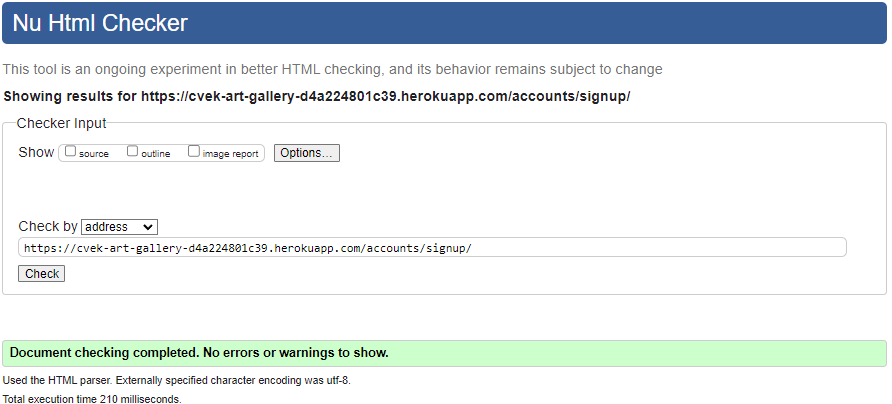 Nu Html Checker
This tool is an ongoing experiment in better HTML checking, and its behavior remains subject to change
Showing results for https://cvek-art-gallery-d4a224801c39.herokuapp.com/accounts/signup/
Checker Input
Show source outline image report Options...
Check by address
https://cvek-art-gallery-d4a224801c39.herokuapp.com/accounts/signup/
Check
Document checking completed. No errors or warnings to show.
Used the HTML parser. Externally specified character encoding was utf-8.
Total execution time 210 milliseconds.